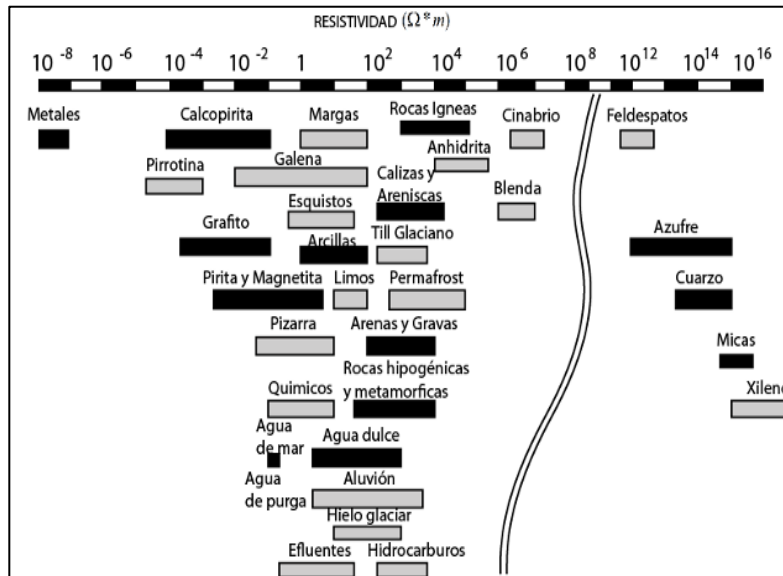 RESISTIVIDAD (Ω*m)
10⁻⁸ 10⁻⁶ 10⁻⁴ 10⁻² 1 10² 10⁴ 10⁶ 10⁸ 10¹² 10¹⁴ 10¹⁶
Metales Calcopirita Margas Rocas Igneas Cinabrio Feldespatos
Anhidrita
Pirrotina Galena Calizas y
Areniscas Blenda
Esquistos
Grafito Arcillas Till Glaciano Azufre
Pirita y Magnetita Limos Permafrost Cuarzo
Pizarra Arenas y Gravas
Micas
Rocas hipogénicas
y metamorficas
Quimicos Xileno
Agua
de mar Agua dulce
Agua
de purga Aluvión
Hielo glaciar
Efluentes Hidrocarburos